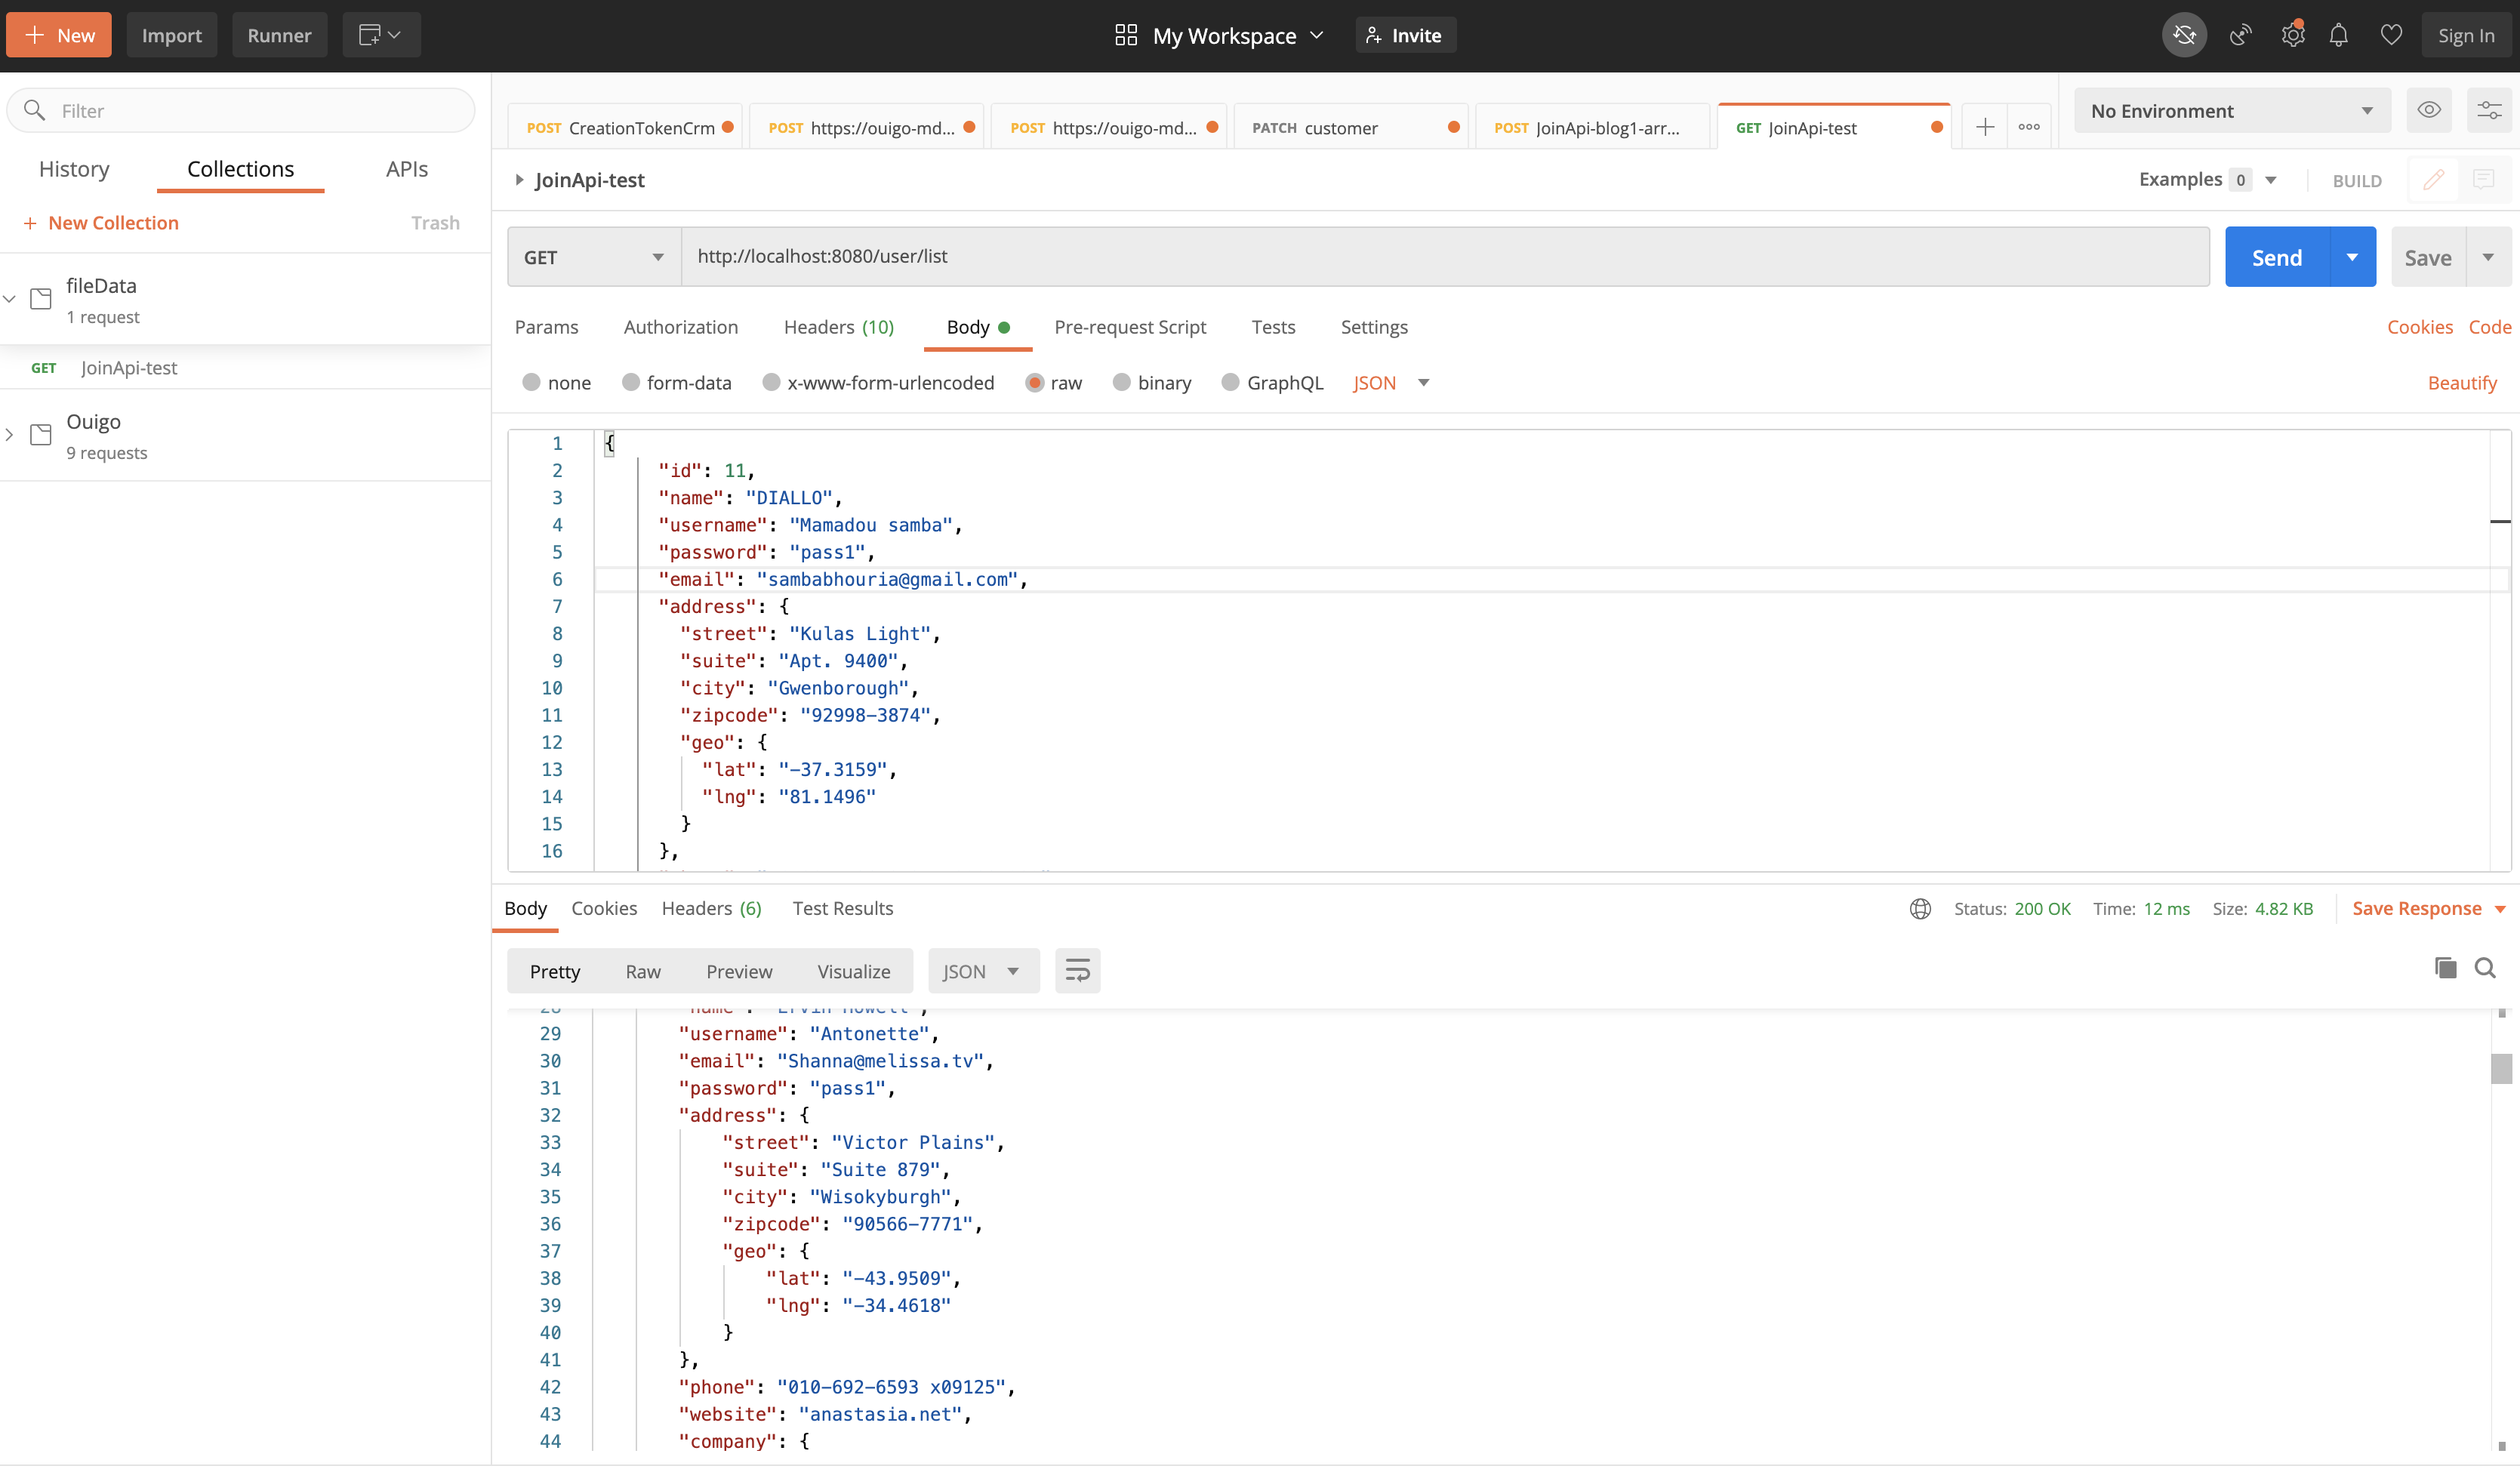 New Import Runner My Workspace Invite Sign In
Filter
History Collections APIs
+ New Collection Trash
fileData
1 request
GET JoinApi-test
Ouigo
9 requests
POST CreationTokenCrm POST https://ouigo-md... POST https://ouigo-md... PATCH customer POST JoinApi-blog1-arr... GET JoinApi-test No Environment
JoinApi-test Examples 0 BUILD
GET http://localhost:8080/user/list Send Save
Params Authorization Headers (10) Body Pre-request Script Tests Settings Cookies Code
none form-data x-www-form-urlencoded raw binary GraphQL JSON Beautify
1 {
2 "id": 11,
3 "name": "DIALLO",
4 "username": "Mamadou samba",
5 "password": "pass1",
6 "email": "sambabhouria@gmail.com",
7 "address": {
8 "street": "Kulas Light",
9 "suite": "Apt. 9400",
10 "city": "Gwenborough",
11 "zipcode": "92998-3874",
12 "geo": {
13 "lat": "-37.3159",
14 "lng": "81.1496"
15 }
16 },
Body Cookies Headers (6) Test Results Status: 200 OK Time: 12 ms Size: 4.82 KB Save Response
Pretty Raw Preview Visualize JSON
28 "name": "Ervin Howell",
29 "username": "Antonette",
30 "email": "Shanna@melissa.tv",
31 "password": "pass1",
32 "address": {
33 "street": "Victor Plains",
34 "suite": "Suite 879",
35 "city": "Wisokyburgh",
36 "zipcode": "90566-7771",
37 "geo": {
38 "lat": "-43.9509",
39 "lng": "-34.4618"
40 }
41 },
42 "phone": "010-692-6593 x09125",
43 "website": "anastasia.net",
44 "company": {